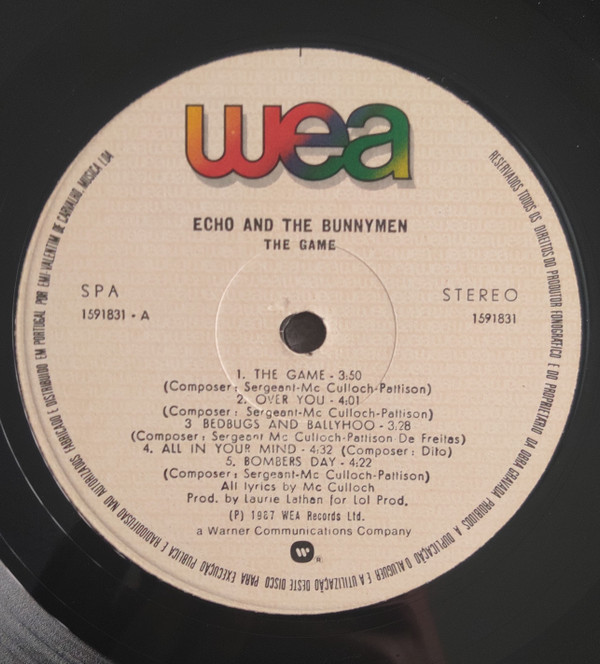 wea
ECHO AND THE BUNNYMEN
THE GAME
SPA
1591831 - A
STEREO
1591831
1. THE GAME - 3:50
(Composer: Sergeant-Mc Culloch-Pattison)
2. OVER YOU - 4:01
(Composer: Sergeant-Mc Culloch-Pattison)
3 BEDBUGS AND BALLYHOO - 3:28
(Composer: Sergeant Mc Culloch-Pattison De Freitas)
4. ALL IN YOUR MIND - 4:32 (Composer: Dito)
5. BOMBERS DAY - 4:22
(Composer: Sergeant-Mc Culloch-Pattison)
All lyrics by Mc Culloch
Prod. by Laurie Lathan for Lol Prod.
(P) 1987 WEA Records Ltd.
a Warner Communications Company
R
RESERVADOS TODOS OS DIREITOS DO PRODUTOR FONOGRÁFICO E DO PROPRIETÁRIO DA OBRA GRAVADA PROIBIDOS A DUPLICAÇÃO O ALUGUER E A UTILIZAÇÃO DESTE DISCO PARA EXECUÇÃO PUBLICA E RADIODIFUSÃO NÃO AUTORIZADOS FABRICADO E DISTRIBUIDO EM PORTUGAL POR EMI-VALENTIM DE CARVALHO, MUSICA LDA